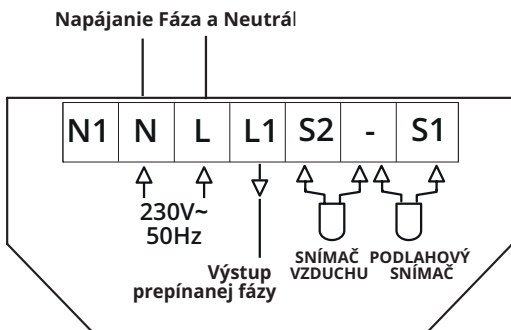 Napájanie Fáza a Neutrál
N1 N L L1 S2 - S1
230V~
50Hz
Výstup
prepínanej fázy
SNÍMAČ
VZDUCHU
PODLAHOVÝ
SNÍMAČ